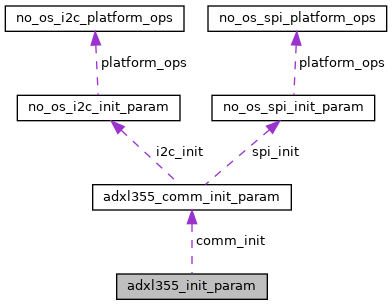 no_os_i2c_platform_ops no_os_spi_platform_ops
platform_ops platform_ops
no_os_i2c_init_param no_os_spi_init_param
i2c_init spi_init
adxl355_comm_init_param
comm_init
adxl355_init_param